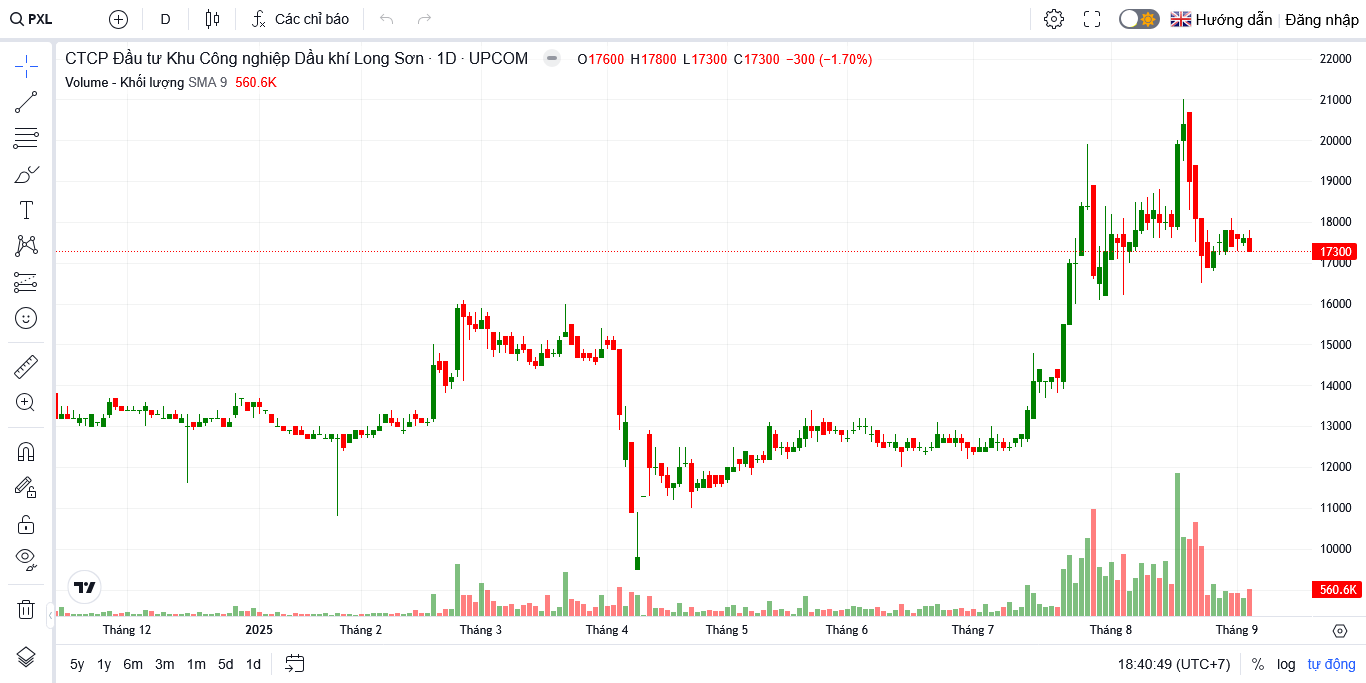 PXL D Các chỉ báo Hướng dẫn Đăng nhập
CTCP Đầu tư Khu Công nghiệp Dầu khí Long Sơn · 1D · UPCOM O17600 H17800 L17300 C17300 −300 (−1.70%)
Volume - Khối lượng SMA 9 560.6K
22000
21000
20000
19000
18000
17300
17000
16000
15000
14000
13000
12000
11000
10000
560.6K
Tháng 12 2025 Tháng 2 Tháng 3 Tháng 4 Tháng 5 Tháng 6 Tháng 7 Tháng 8 Tháng 9
5y 1y 6m 3m 1m 5d 1d 18:40:49 (UTC+7) % log tự động